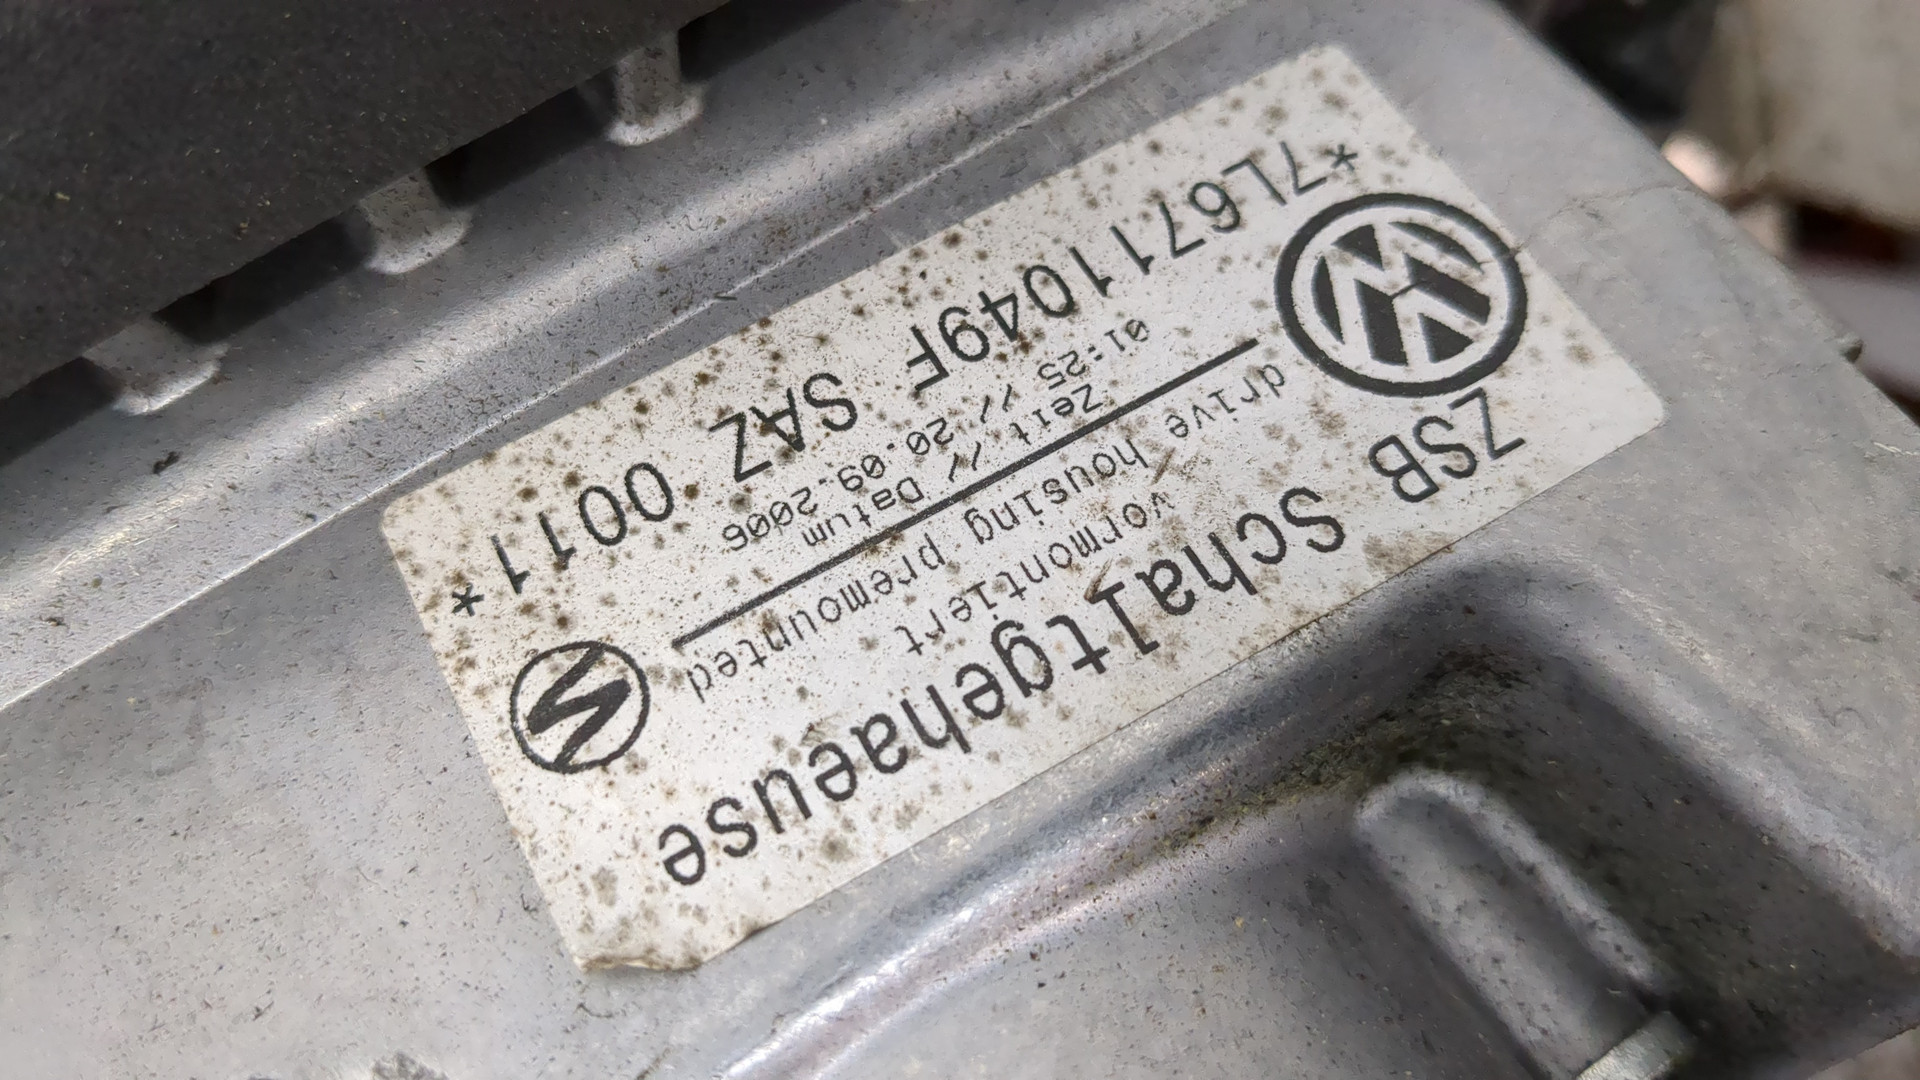 ZSB Schaltgehaeuse
vormontiert
drive housing premounted
Zeit // Datum
01:25 // 20.09.2006
*7L6711049F SAZ 0011*